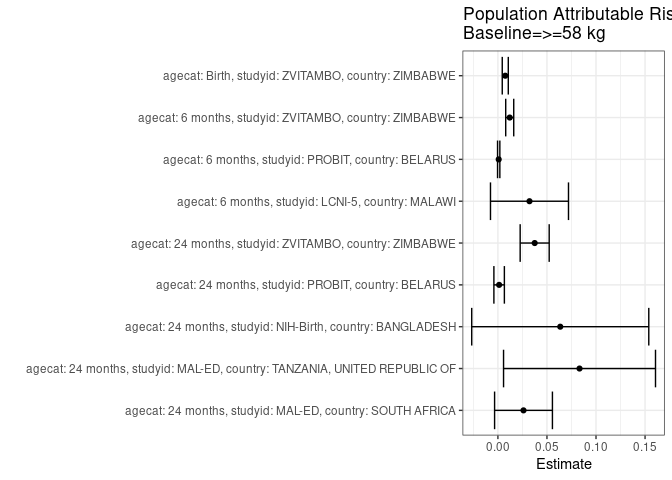 Population Attributable Ris
Baseline=>=58 kg
agecat: Birth, studyid: ZVITAMBO, country: ZIMBABWE
agecat: 6 months, studyid: ZVITAMBO, country: ZIMBABWE
agecat: 6 months, studyid: PROBIT, country: BELARUS
agecat: 6 months, studyid: LCNI-5, country: MALAWI
agecat: 24 months, studyid: ZVITAMBO, country: ZIMBABWE
agecat: 24 months, studyid: PROBIT, country: BELARUS
agecat: 24 months, studyid: NIH-Birth, country: BANGLADESH
agecat: 24 months, studyid: MAL-ED, country: TANZANIA, UNITED REPUBLIC OF
agecat: 24 months, studyid: MAL-ED, country: SOUTH AFRICA
0.00 0.05 0.10 0.15
Estimate